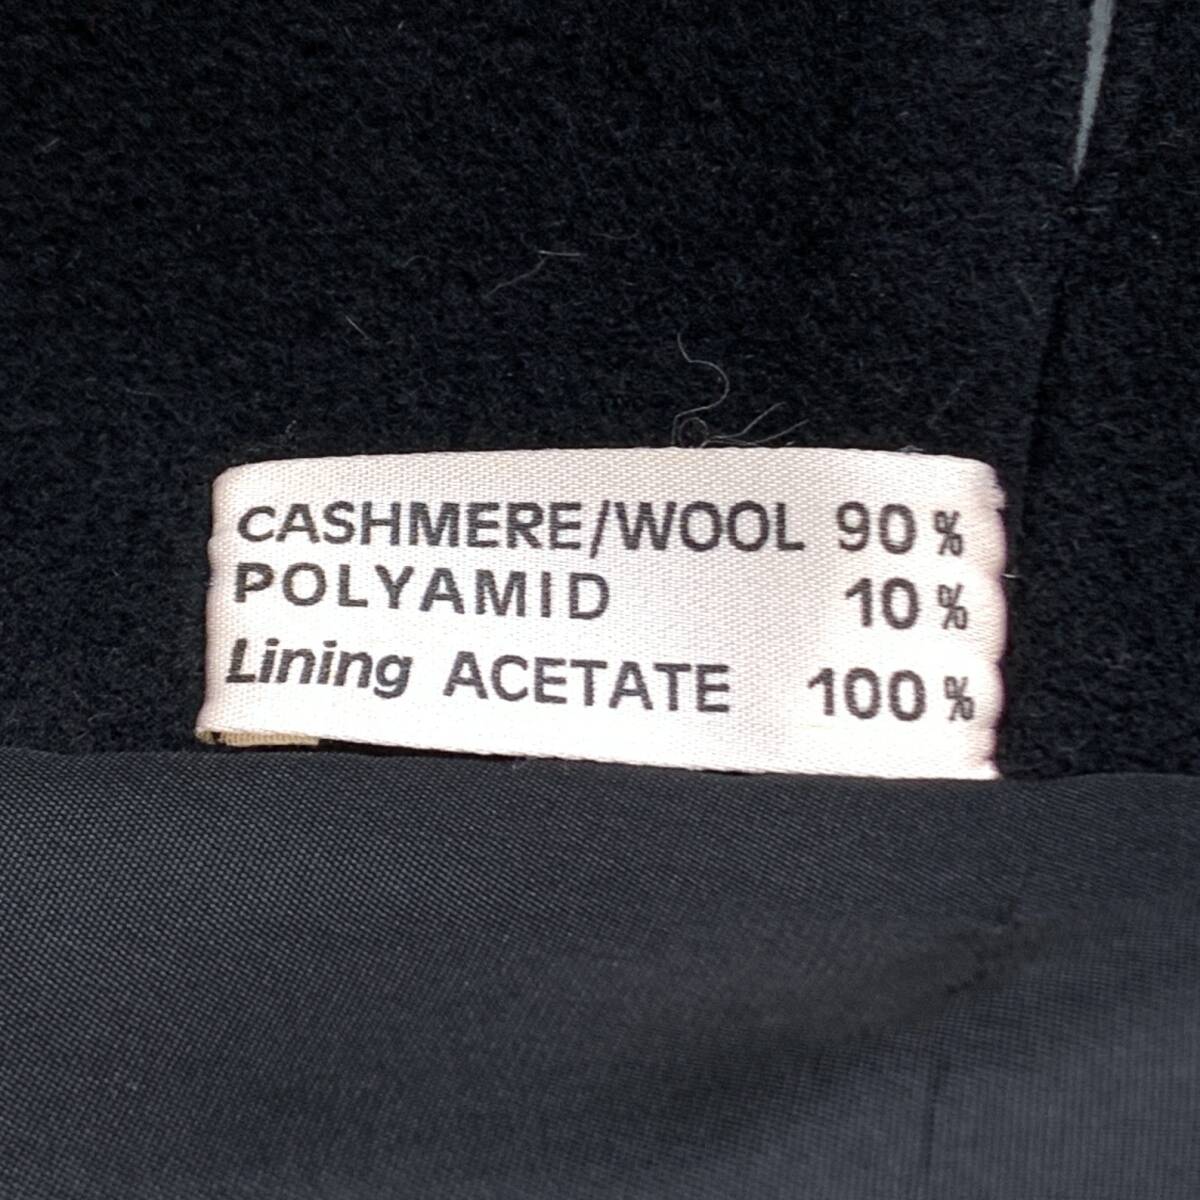 CASHMERE/WOOL 90 %
POLYAMID 10 %
Lining ACETATE 100 %